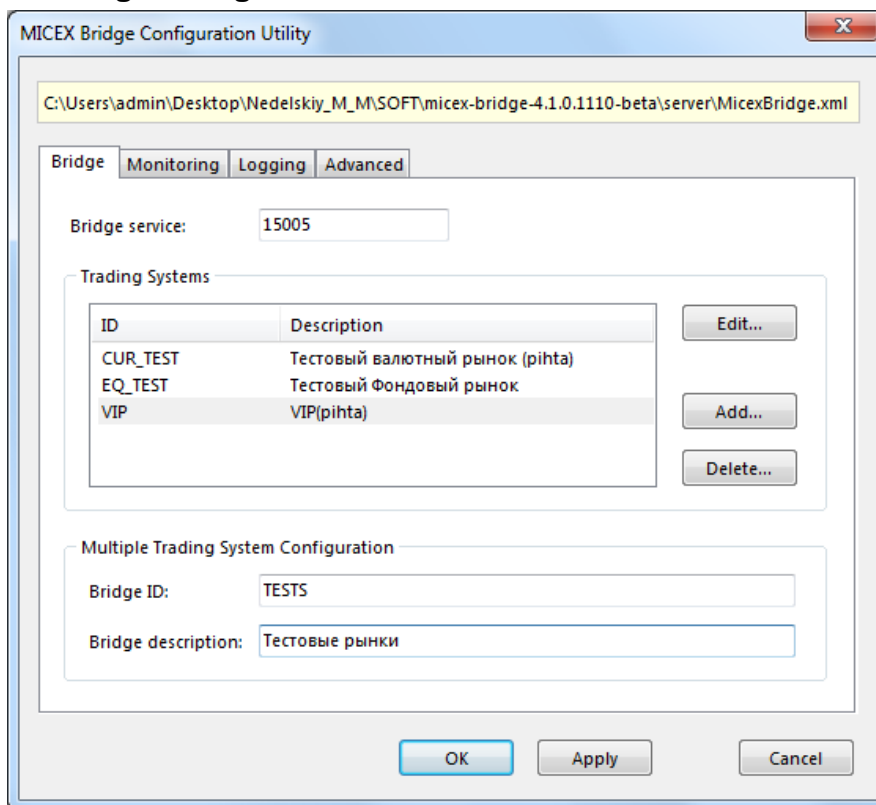 MICEX Bridge Configuration Utility
C:\Users\admin\Desktop\Nedelskiy_M_M\SOFT\micex-bridge-4.1.0.1110-beta\server\MicexBridge.xml
Bridge Monitoring Logging Advanced
Bridge service: 15005
Trading Systems
ID Description
CUR_TEST Тестовый валютный рынок (pihta)
EQ_TEST Тестовый Фондовый рынок
VIP VIP(pihta)
Edit...
Add...
Delete...
Multiple Trading System Configuration
Bridge ID: TESTS
Bridge description: Тестовые рынки
OK Apply Cancel